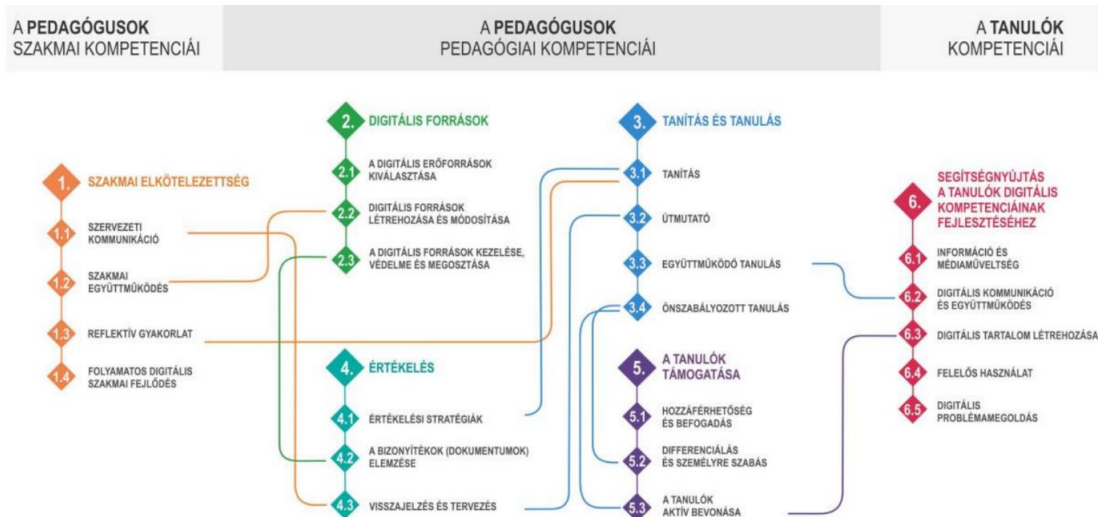 A PEDAGÓGUSOK
SZAKMAI KOMPETENCIÁI
A PEDAGÓGUSOK
PEDAGÓGIAI KOMPETENCIÁI
A TANULÓK
KOMPETENCIÁI
1.
SZAKMAI ELKÖTELEZETTSÉG
1.1
SZERVEZETI
KOMMUNIKÁCIÓ
1.2
SZAKMAI
EGYÜTTMŰKÖDÉS
1.3
REFLEKTÍV GYAKORLAT
1.4
FOLYAMATOS DIGITÁLIS
SZAKMAI FEJLŐDÉS
2.
DIGITÁLIS FORRÁSOK
2.1
A DIGITÁLIS ERŐFORRÁSOK
KIVÁLASZTÁSA
2.2
DIGITÁLIS FORRÁSOK
LÉTREHOZÁSA ÉS MÓDOSÍTÁSA
2.3
A DIGITÁLIS FORRÁSOK KEZELÉSE,
VÉDELME ÉS MEGOSZTÁSA
4.
ÉRTÉKELÉS
4.1
ÉRTÉKELÉSI STRATÉGIÁK
4.2
A BIZONYÍTÉKOK (DOKUMENTUMOK)
ELEMZÉSE
4.3
VISSZAJELZÉS ÉS TERVEZÉS
3.
TANÍTÁS ÉS TANULÁS
3.1
TANÍTÁS
3.2
ÚTMUTATÓ
3.3
EGYÜTTMŰKÖDŐ TANULÁS
3.4
ÖNSZABÁLYOZOTT TANULÁS
5.
A TANULÓK
TÁMOGATÁSA
5.1
HOZZÁFÉRHETŐSÉG
ÉS BEFOGADÁS
5.2
DIFFERENCIÁLÁS
ÉS SZEMÉLYRE SZABÁS
5.3
A TANULÓK
AKTÍV BEVONÁSA
6.
SEGÍTSÉGNYÚJTÁS
A TANULÓK DIGITÁLIS
KOMPETENCIÁINAK
FEJLESZTÉSÉHEZ
6.1
INFORMÁCIÓ ÉS
MÉDIAMŰVELTSÉG
6.2
DIGITÁLIS KOMMUNIKÁCIÓ
ÉS EGYÜTTMŰKÖDÉS
6.3
DIGITÁLIS TARTALOM LÉTREHOZÁSA
6.4
FELELŐS HASZNÁLAT
6.5
DIGITÁLIS
PROBLÉMAMEGOLDÁS